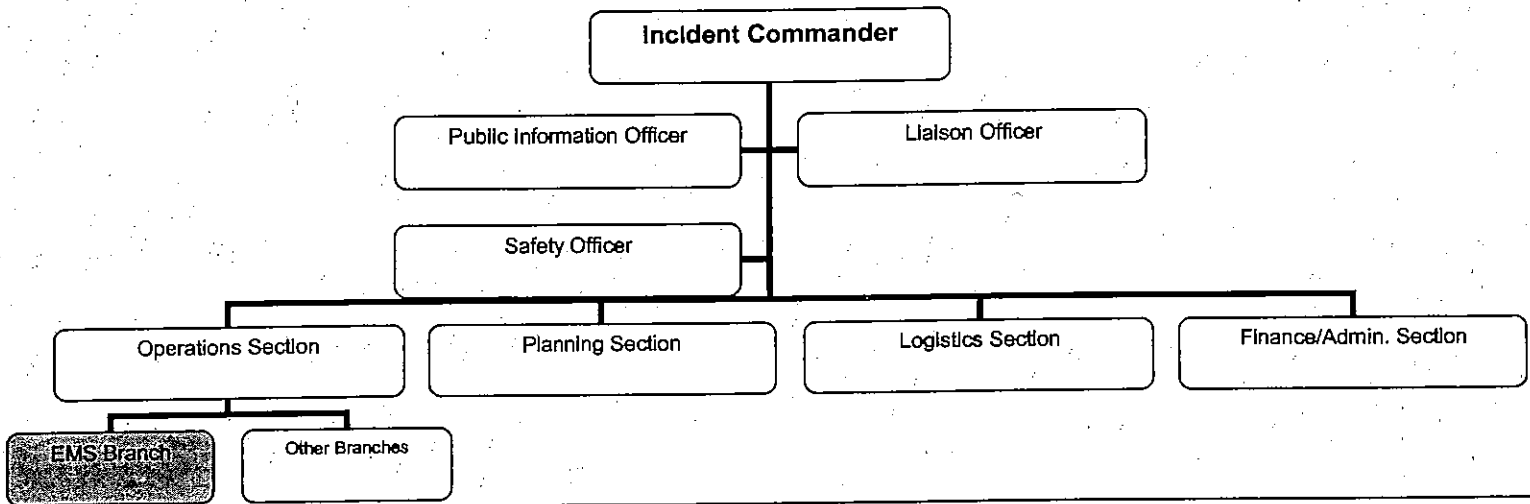 Incident Commander
Public Information Officer
Liaison Officer
Safety Officer
Operations Section
Planning Section
Logistics Section
Finance/Admin. Section
EMS Branch
Other Branches